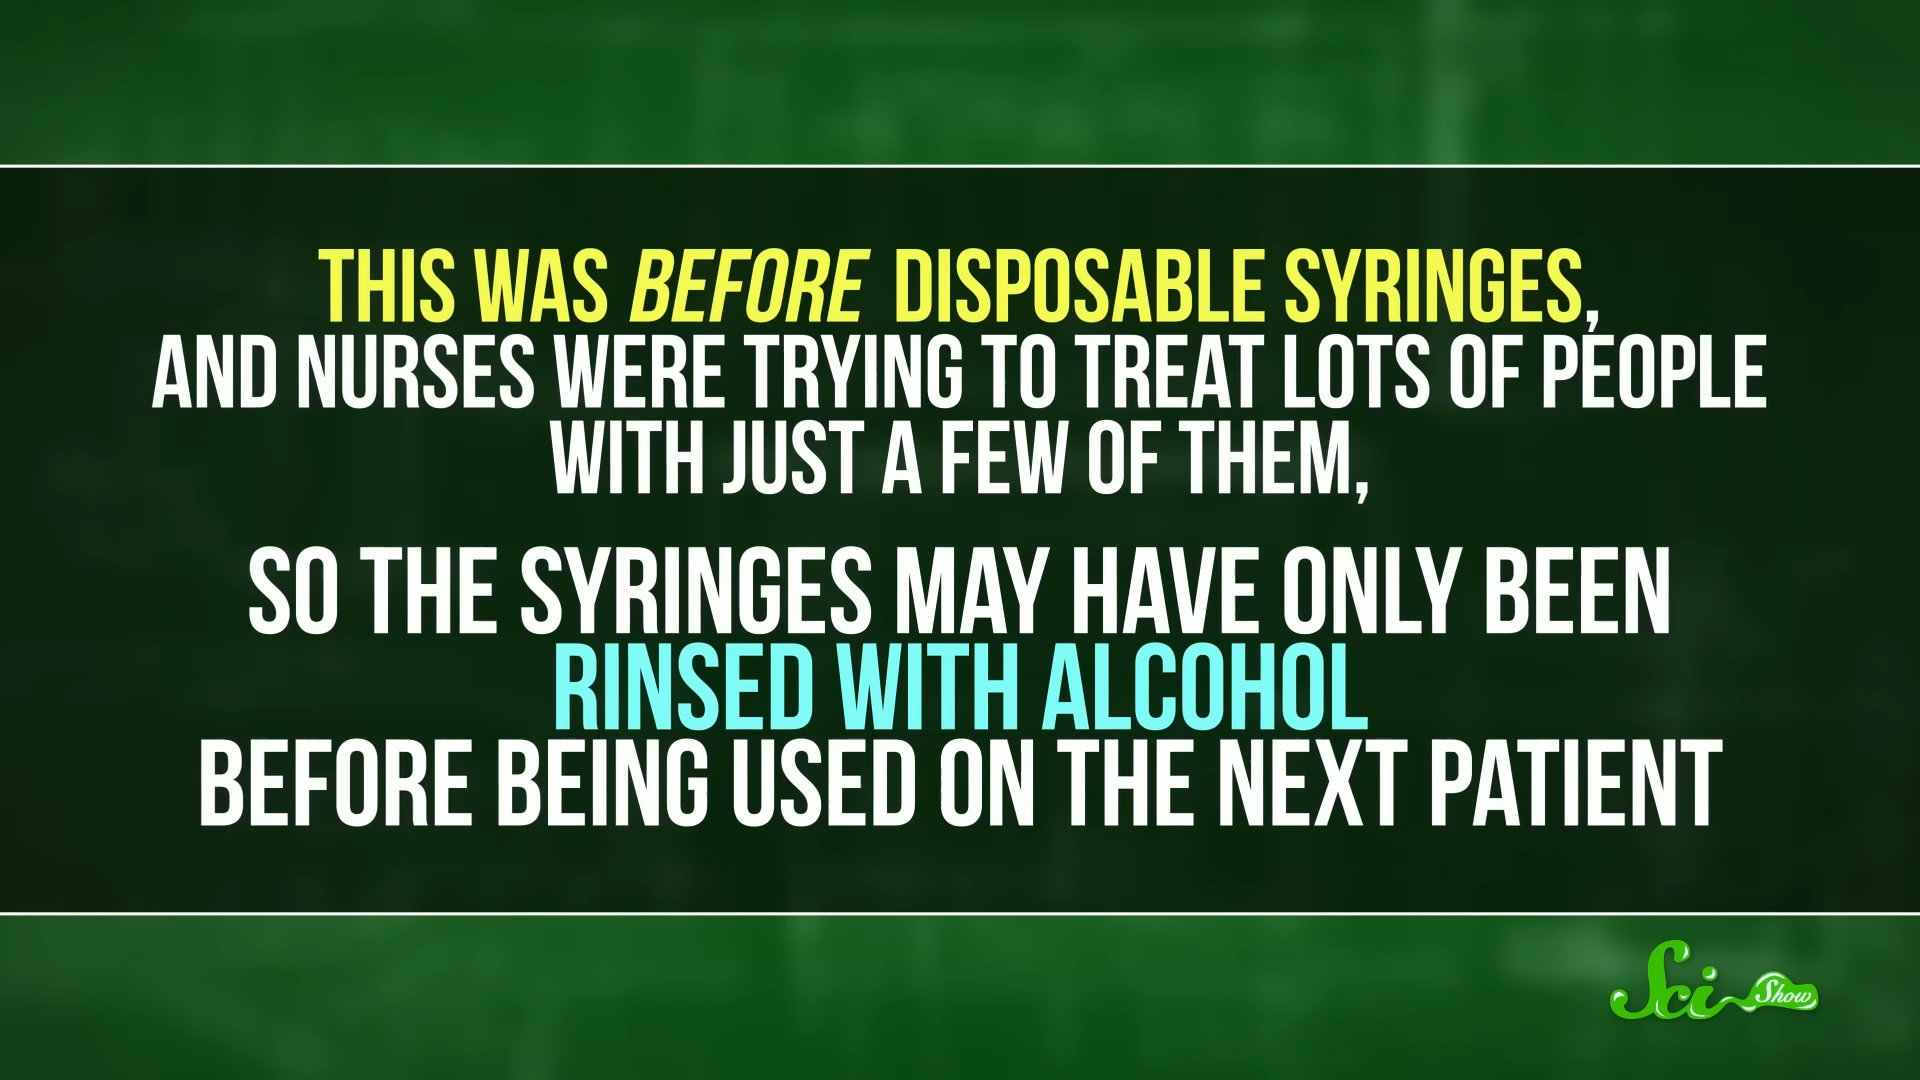 THIS WAS BEFORE DISPOSABLE SYRINGES,
AND NURSES WERE TRYING TO TREAT LOTS OF PEOPLE
WITH JUST A FEW OF THEM,
SO THE SYRINGES MAY HAVE ONLY BEEN
RINSED WITH ALCOHOL
BEFORE BEING USED ON THE NEXT PATIENT
Sci Show